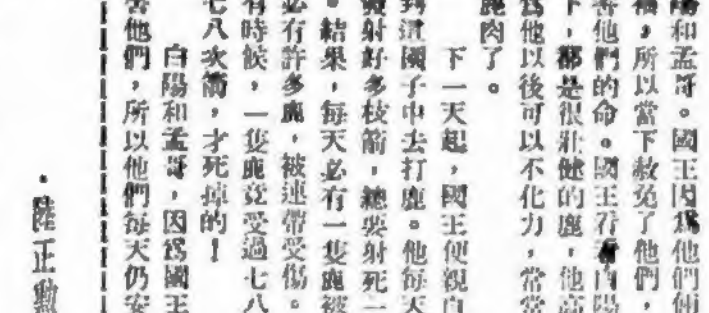 陽和孟哥。國王因爲他們倆
禍，所以當下赦免了他們，
害他們的命。國王看看白陽
下，都是很壯健的鹿，他高
爲他以後可以不化力，常常
鹿肉了。
下一天起，國王便親自
到這園子中去打鹿。他每天
射好多枝箭，總要射死一
。結果，每天必有一隻鹿被
必有許多鹿，被連帶受傷。
有時候，一隻鹿竟受過七八
七八次箭，才死掉的！
白陽和孟哥，因爲國王
害他們，所以他們每天仍安
·陸正勳